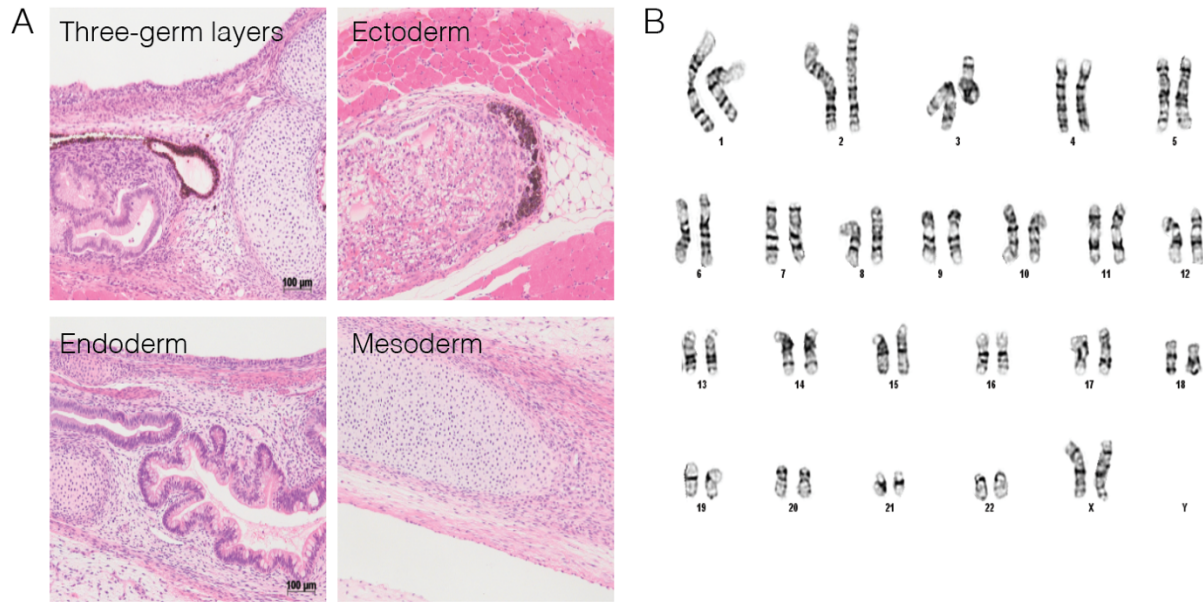 A
Three-germ layers
Ectoderm
100 µm
Endoderm
Mesoderm
100 µm
B
1 2 3 4 5
6 7 8 9 10 11 12
13 14 15 16 17 18
19 20 21 22 X Y